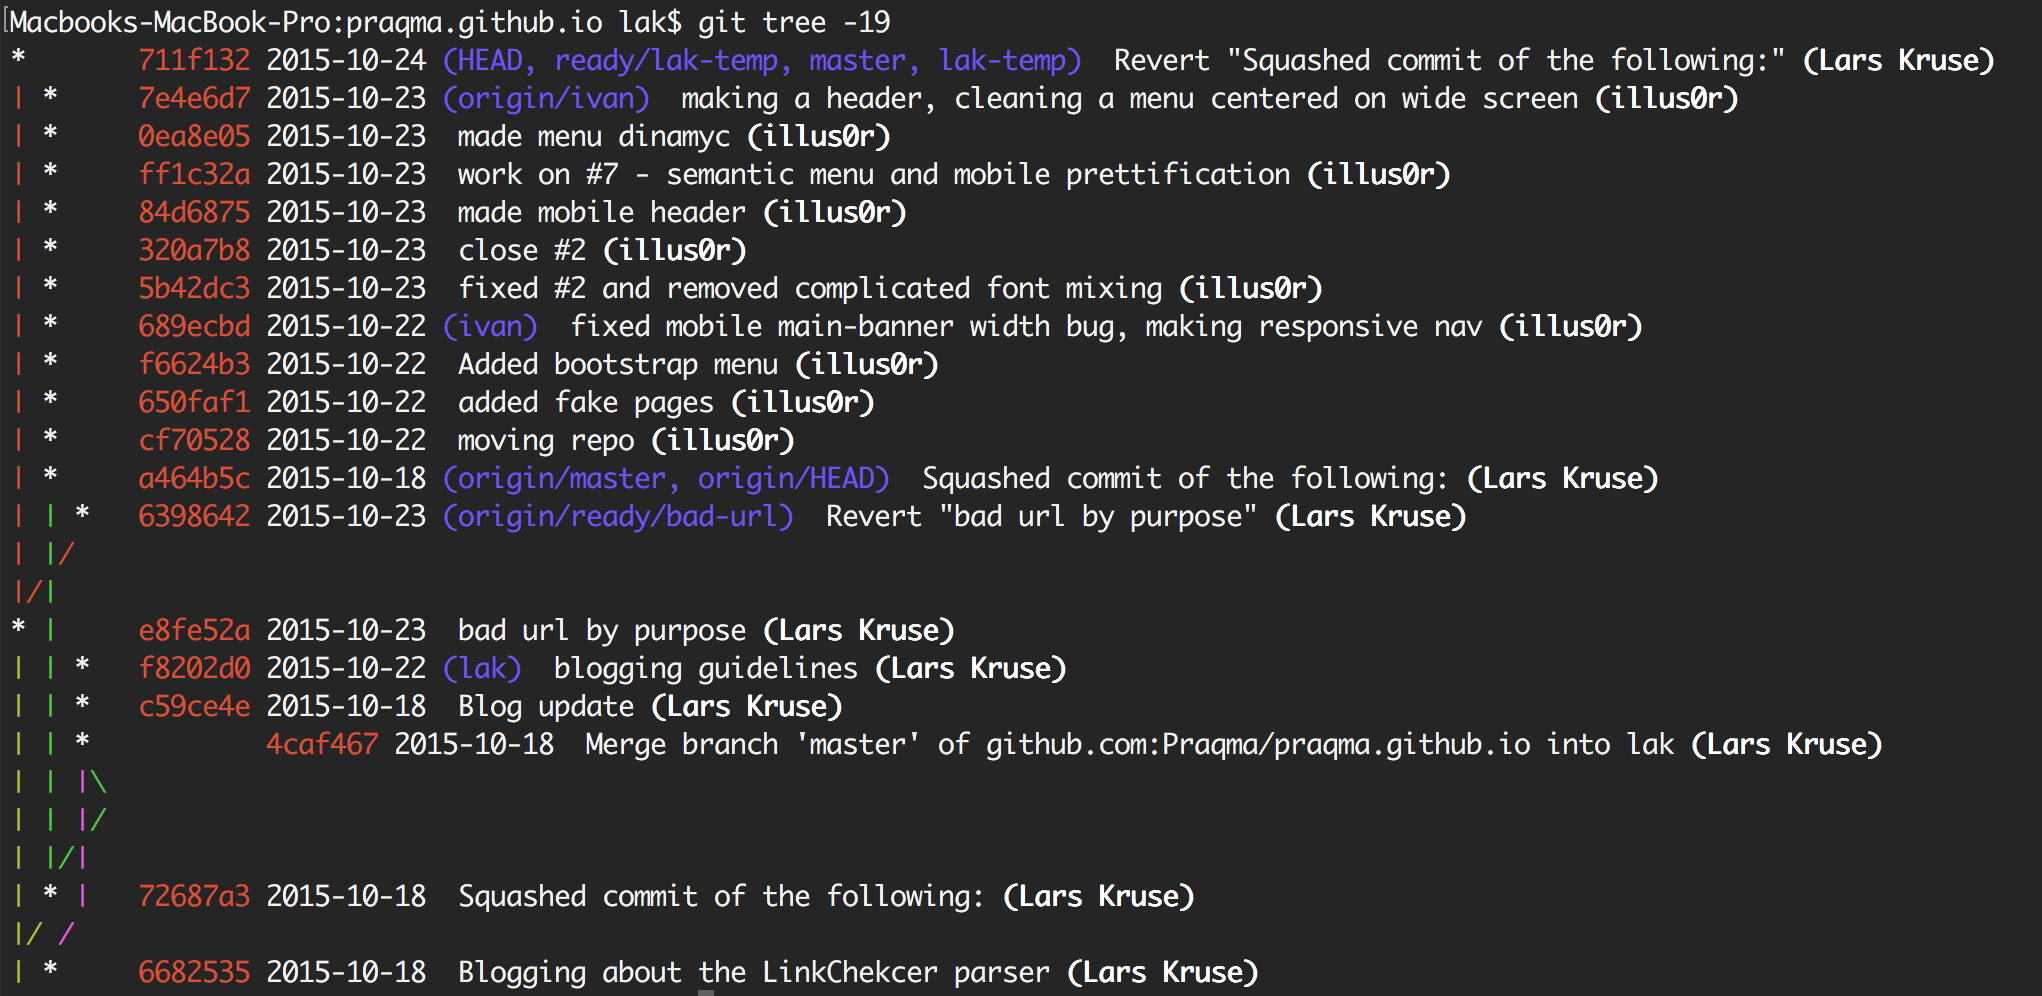 [Macbooks-MacBook-Pro:praqma.github.io lak$ git tree -19
*       711f132 2015-10-24 (HEAD, ready/lak-temp, master, lak-temp)  Revert "Squashed commit of the following:" (Lars Kruse)
| *     7e4e6d7 2015-10-23 (origin/ivan)  making a header, cleaning a menu centered on wide screen (illus0r)
| *     0ea8e05 2015-10-23  made menu dinamyc (illus0r)
| *     ff1c32a 2015-10-23  work on #7 - semantic menu and mobile prettification (illus0r)
| *     84d6875 2015-10-23  made mobile header (illus0r)
| *     320a7b8 2015-10-23  close #2 (illus0r)
| *     5b42dc3 2015-10-23  fixed #2 and removed complicated font mixing (illus0r)
| *     689ecbd 2015-10-22 (ivan)  fixed mobile main-banner width bug, making responsive nav (illus0r)
| *     f6624b3 2015-10-22  Added bootstrap menu (illus0r)
| *     650faf1 2015-10-22  added fake pages (illus0r)
| *     cf70528 2015-10-22  moving repo (illus0r)
| *     a464b5c 2015-10-18 (origin/master, origin/HEAD)  Squashed commit of the following: (Lars Kruse)
| | *   6398642 2015-10-23 (origin/ready/bad-url)  Revert "bad url by purpose" (Lars Kruse)
| |/
|/|
* |     e8fe52a 2015-10-23  bad url by purpose (Lars Kruse)
| | *   f8202d0 2015-10-22 (lak)  blogging guidelines (Lars Kruse)
| | *   c59ce4e 2015-10-18  Blog update (Lars Kruse)
| | *           4caf467 2015-10-18  Merge branch 'master' of github.com:Praqma/praqma.github.io into lak (Lars Kruse)
| | |\
| | |/
| |/|
| * |   72687a3 2015-10-18  Squashed commit of the following: (Lars Kruse)
|/ /
| *     6682535 2015-10-18  Blogging about the LinkChekcer parser (Lars Kruse)